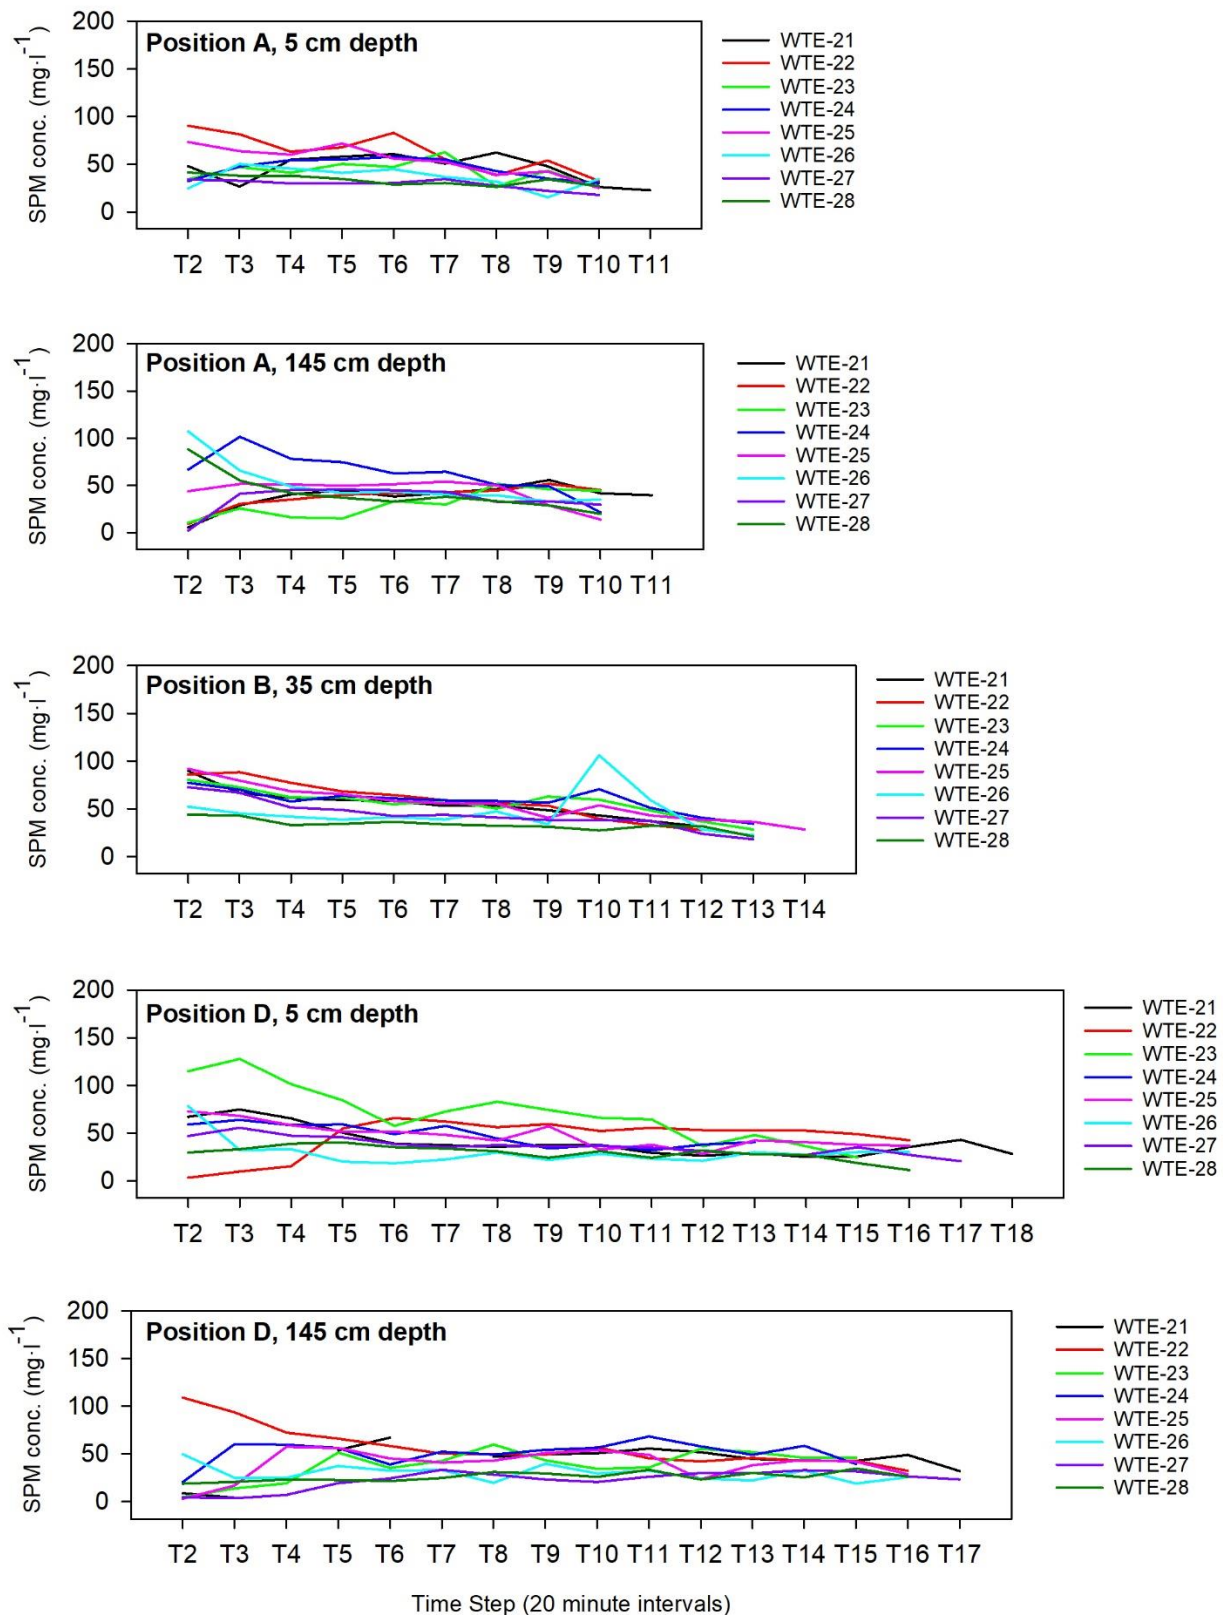 SPM conc. (mg·l⁻¹)
200
150
100
50
0
Position A, 5 cm depth
T2 T3 T4 T5 T6 T7 T8 T9 T10 T11
WTE-21
WTE-22
WTE-23
WTE-24
WTE-25
WTE-26
WTE-27
WTE-28
SPM conc. (mg·l⁻¹)
200
150
100
50
0
Position A, 145 cm depth
T2 T3 T4 T5 T6 T7 T8 T9 T10 T11
WTE-21
WTE-22
WTE-23
WTE-24
WTE-25
WTE-26
WTE-27
WTE-28
SPM conc. (mg·l⁻¹)
200
150
100
50
0
Position B, 35 cm depth
T2 T3 T4 T5 T6 T7 T8 T9 T10 T11 T12 T13 T14
WTE-21
WTE-22
WTE-23
WTE-24
WTE-25
WTE-26
WTE-27
WTE-28
SPM conc. (mg·l⁻¹)
200
150
100
50
0
Position D, 5 cm depth
T2 T3 T4 T5 T6 T7 T8 T9 T10 T11 T12 T13 T14 T15 T16 T17 T18
WTE-21
WTE-22
WTE-23
WTE-24
WTE-25
WTE-26
WTE-27
WTE-28
SPM conc. (mg·l⁻¹)
200
150
100
50
0
Position D, 145 cm depth
T2 T3 T4 T5 T6 T7 T8 T9 T10 T11 T12 T13 T14 T15 T16 T17
WTE-21
WTE-22
WTE-23
WTE-24
WTE-25
WTE-26
WTE-27
WTE-28
Time Step (20 minute intervals)